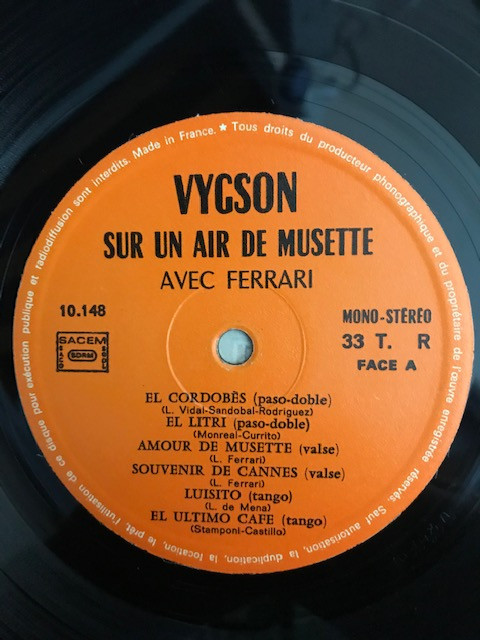 Made in France. ★ Tous droits du producteur phonographique et du propriétaire de l'œuvre enregistrée réservés. Sauf autorisation, la duplication, la location, le prêt, l'utilisation de ce disque pour exécution publique et radiodiffusion sont interdits.
VYGSON
SUR UN AIR DE MUSETTE
AVEC FERRARI
10.148
MONO-STÉRÉO
SACEM
SDRM
33 T. R
FACE A
EL CORDOBÈS (paso-doble)
(L. Vidal-Sandobal-Rodriguez)
EL LITRI (paso-doble)
(Monreal-Currito)
AMOUR DE MUSETTE (valse)
(L. Ferrari)
SOUVENIR DE CANNES (valse)
(L. Ferrari)
LUISITO (tango)
(L. de Mena)
EL ULTIMO CAFE (tango)
(Stamponi-Castillo)